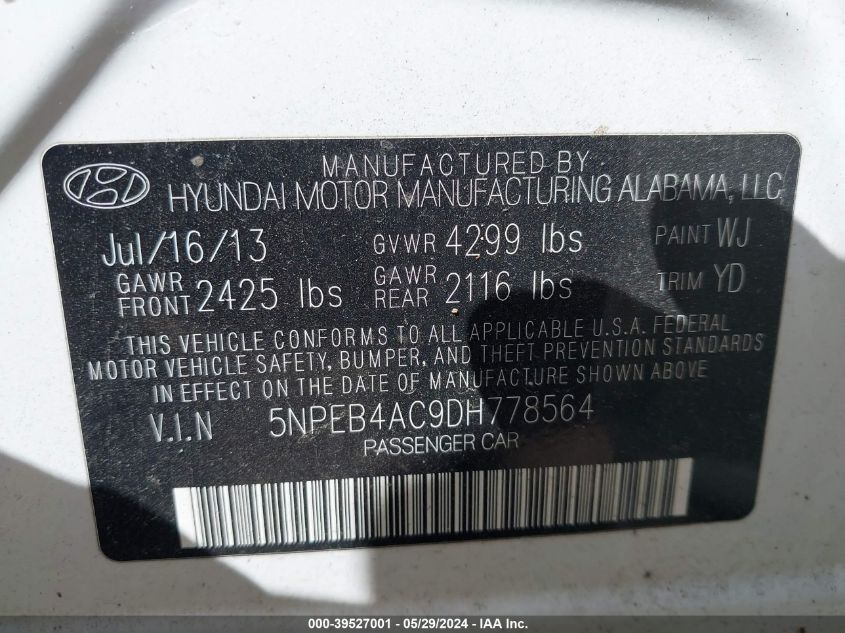 MANUFACTURED BY
HYUNDAI MOTOR MANUFACTURING ALABAMA, LLC
Jul/16/13 GVWR 4299 lbs PAINT WJ
GAWR FRONT 2425 lbs GAWR REAR 2116 lbs TRIM YD
THIS VEHICLE CONFORMS TO ALL APPLICABLE U.S.A. FEDERAL
MOTOR VEHICLE SAFETY, BUMPER, AND THEFT PREVENTION STANDARDS
IN EFFECT ON THE DATE OF MANUFACTURE SHOWN ABOVE.
V.I.N 5NPEB4AC9DH778564
PASSENGER CAR
000-39527001 - 05/29/2024 - IAA Inc.